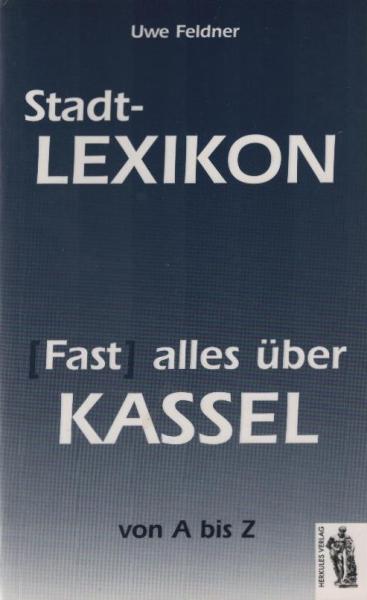 Uwe Feldner
Stadt-
LEXIKON
[Fast] alles über
KASSEL
von A bis Z
HERKULES VERLAG